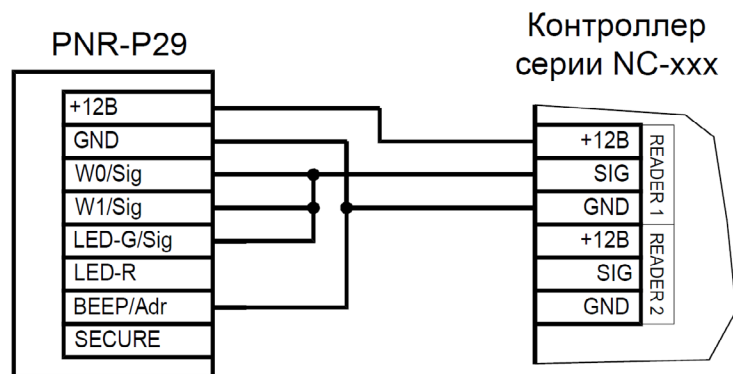 PNR-P29
+12В
GND
W0/Sig
W1/Sig
LED-G/Sig
LED-R
BEEP/Adr
SECURE
Контроллер
серии NC-xxx
+12В
SIG
GND
READER 1
+12В
SIG
GND
READER 2